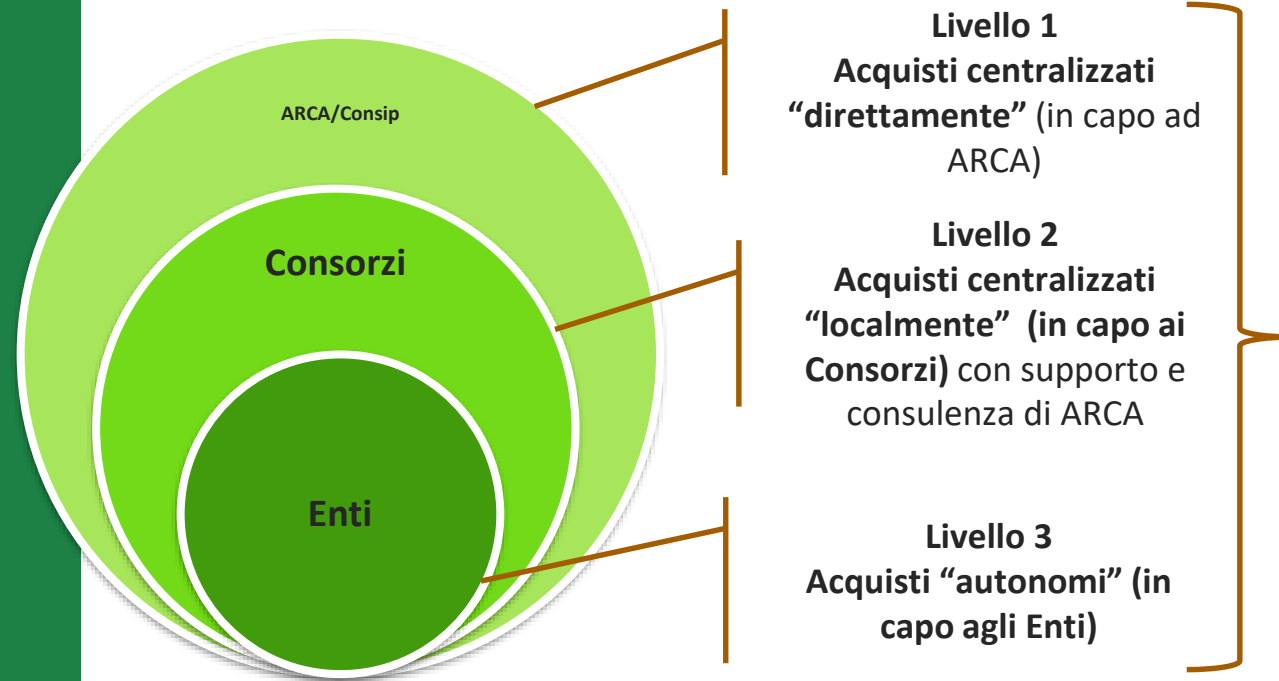 ARCA/Consip
Consorzi
Enti
Livello 1
Acquisti centralizzati
“direttamente” (in capo ad
ARCA)
Livello 2
Acquisti centralizzati
“localmente” (in capo ai
Consorzi) con supporto e
consulenza di ARCA
Livello 3
Acquisti “autonomi” (in
capo agli Enti)